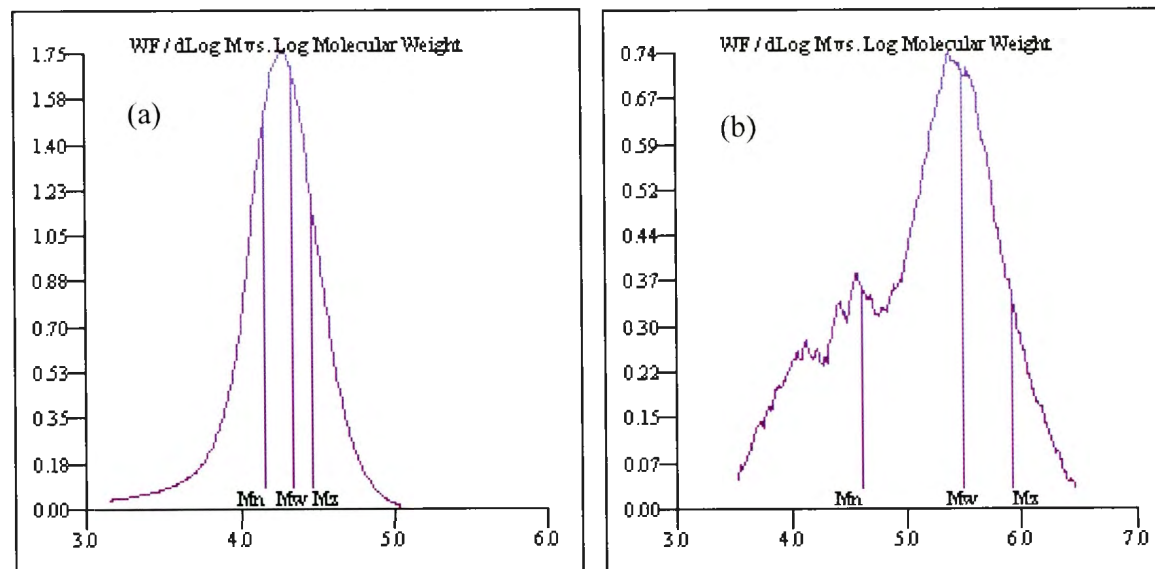 WF / dLog M vs. Log Molecular Weight
1.75
1.58
1.40
1.23
1.05
0.88
0.70
0.53
0.35
0.18
0.00
(a)
Mn Mw Mz
3.0 4.0 5.0 6.0
WF / dLog M vs. Log Molecular Weight
0.74
0.67
0.59
0.52
0.44
0.37
0.30
0.22
0.15
0.07
0.00
(b)
Mn Mw Mz
3.0 4.0 5.0 6.0 7.0